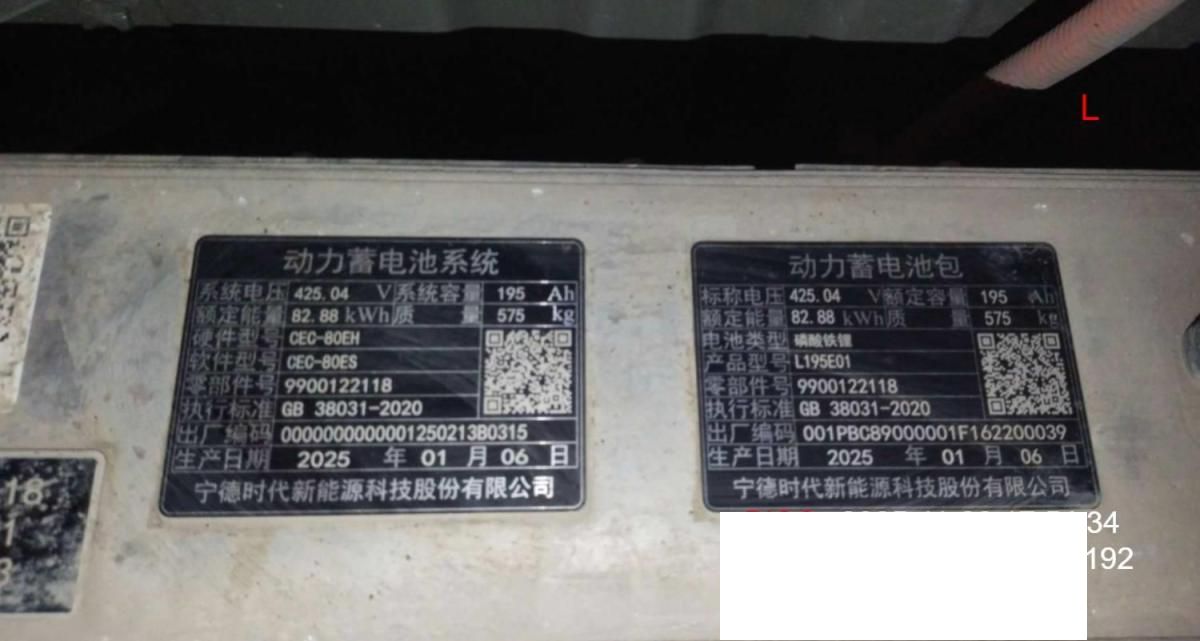 L
动力蓄电池系统
系统电压 425.04 V 系统容量 195 Ah
额定能量 82.88 kWh 质量 575 kg
硬件型号 CEC-80EH
软件型号 CEC-80ES
零部件号 9900122118
执行标准 GB 38031-2020
出厂编码 0000000000001250213B0315
生产日期 2025 年 01 月 06 日
宁德时代新能源科技股份有限公司
动力蓄电池包
标称电压 425.04 V 额定容量 195 Ah
额定能量 82.88 kWh 质量 575 kg
电池类型 磷酸铁锂
产品型号 L195E01
零部件号 9900122118
执行标准 GB 38031-2020
出厂编码 001PBC89000001F162200039
生产日期 2025 年 01 月 06 日
宁德时代新能源科技股份有限公司
18
1
3
34
192